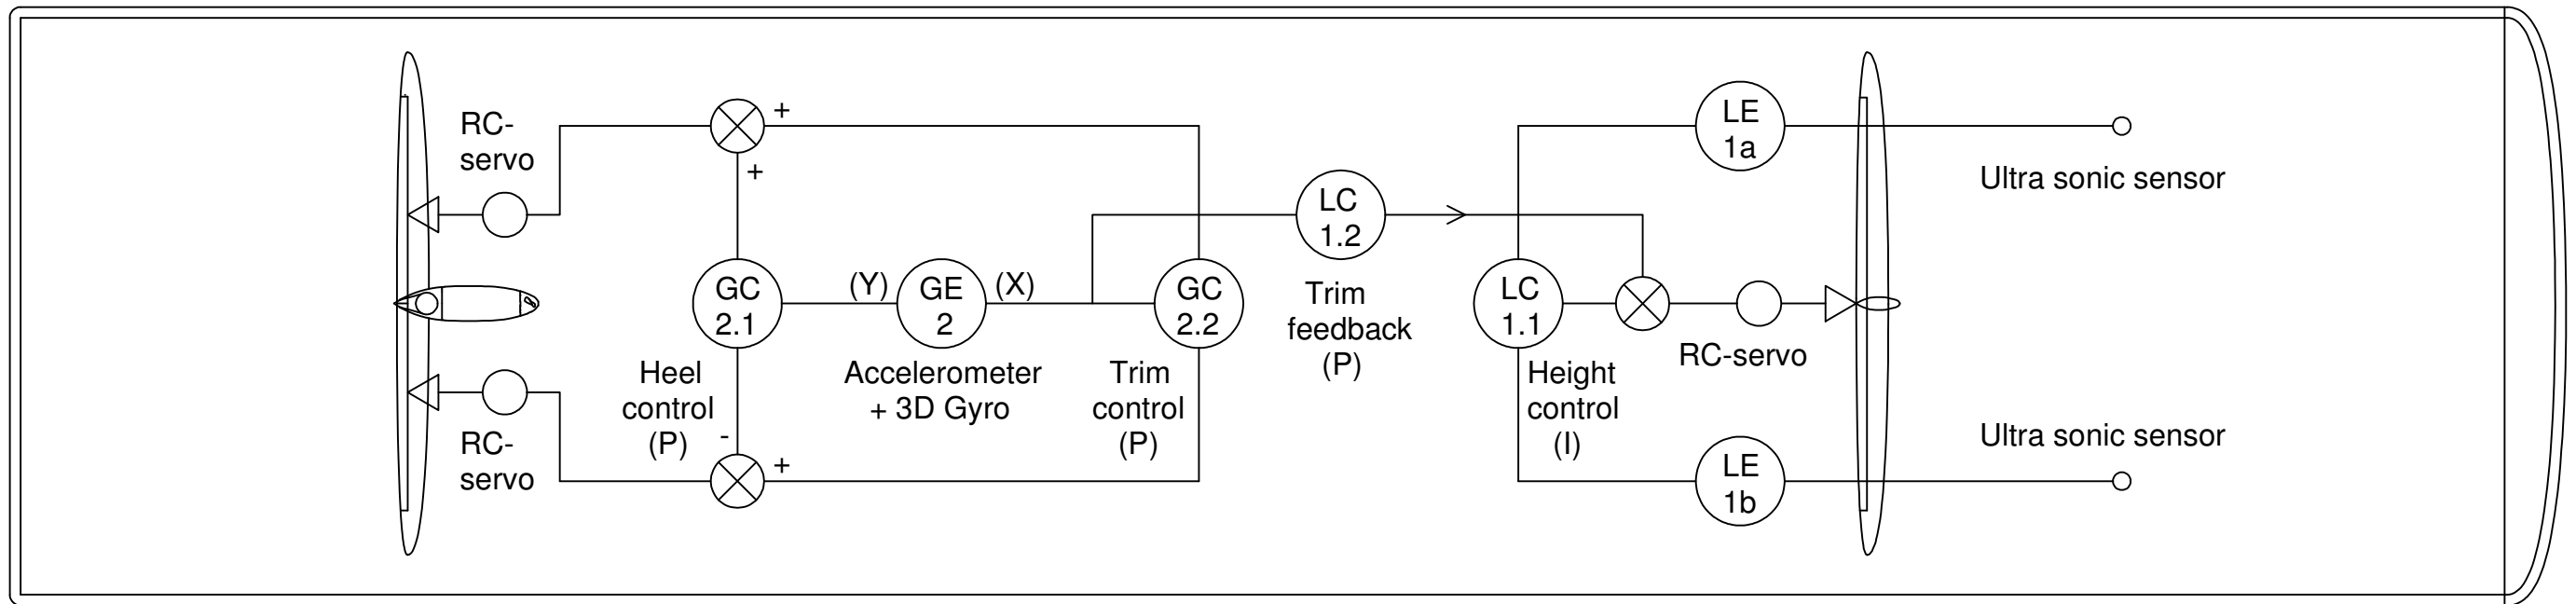 RC-
servo
+
+
LE
1a
Ultra sonic sensor
LC
1.2
GC
2.1
(Y)
GE
2
(X)
GC
2.2
Trim
feedback
(P)
LC
1.1
RC-servo
Heel
control
(P)
Accelerometer
+ 3D Gyro
Trim
control
(P)
Height
control
(I)
RC-
servo
-
+
LE
1b
Ultra sonic sensor